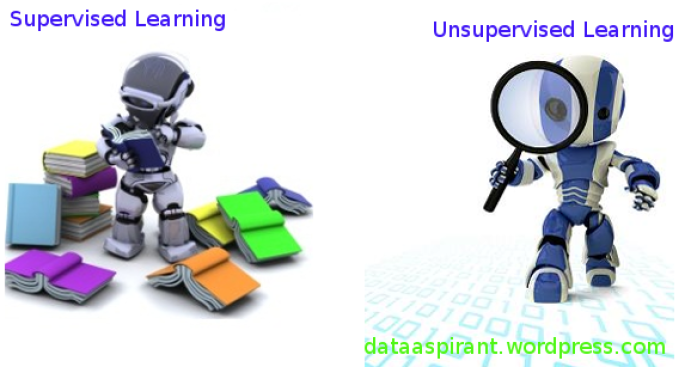 Supervised Learning
Unsupervised Learning
dataaspirant.wordpress.com